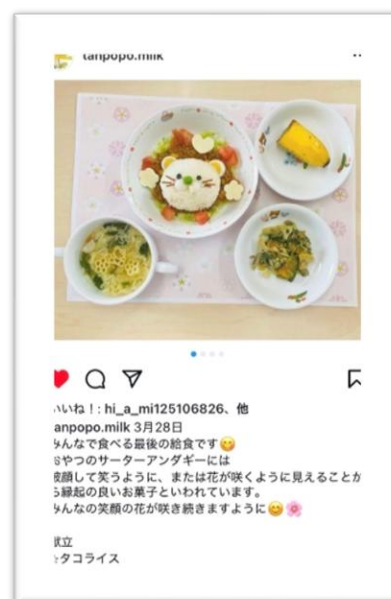 tanpopo.milk
いいね！: hi_a_mi125106826、他
anpopo.milk 3月28日
みんなで食べる最後の給食です😋
おやつのサーターアンダギーには
破顔して笑うように、または花が咲くように見えることか
ら縁起の良いお菓子といわれています。
みんなの笑顔の花が咲き続きますように😊🌸
献立
☆タコライス